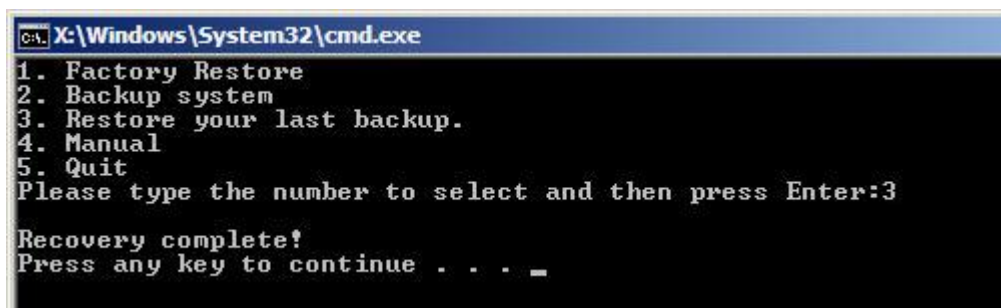 X:\Windows\System32\cmd.exe
1. Factory Restore
2. Backup system
3. Restore your last backup.
4. Manual
5. Quit
Please type the number to select and then press Enter:3
Recovery complete!
Press any key to continue . . . _